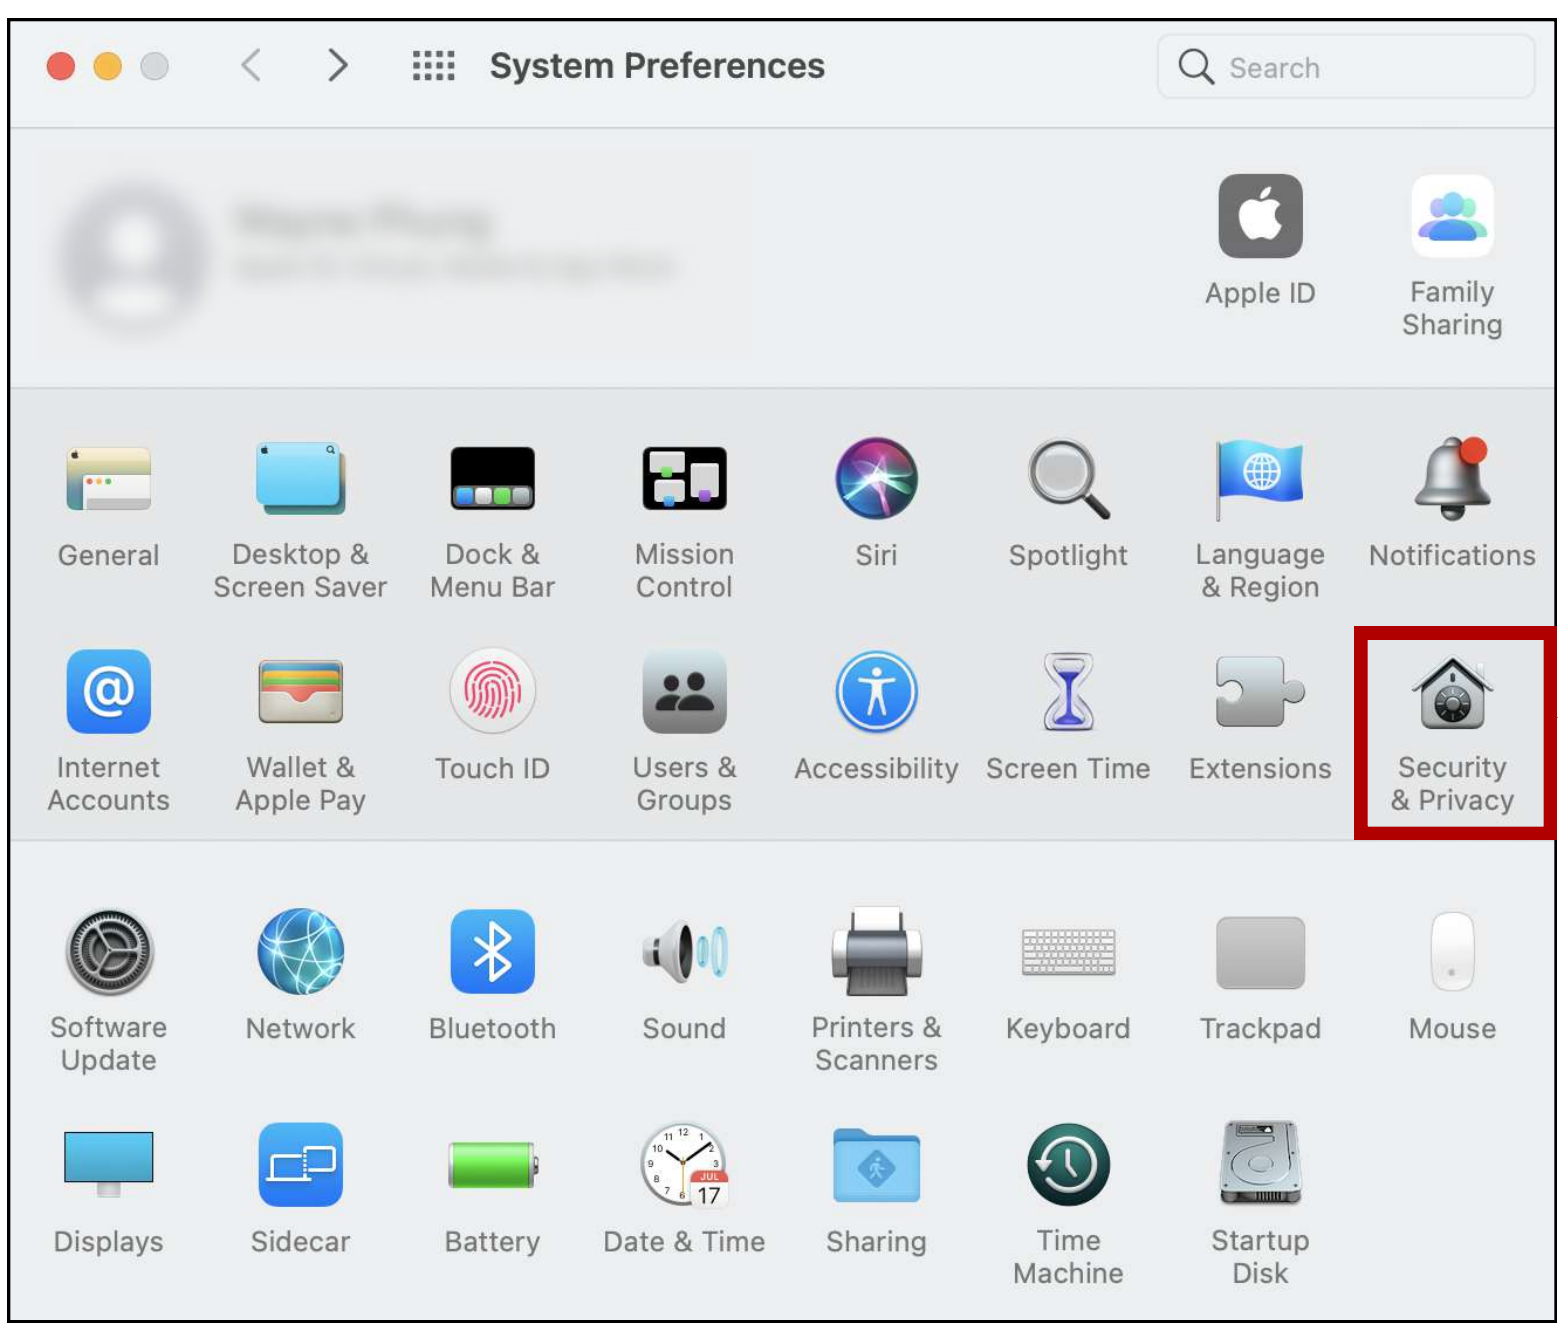 System Preferences
Search
Apple ID
Family
Sharing
General
Desktop &
Screen Saver
Dock &
Menu Bar
Mission
Control
Siri
Spotlight
Language
& Region
Notifications
Internet
Accounts
Wallet &
Apple Pay
Touch ID
Users &
Groups
Accessibility
Screen Time
Extensions
Security
& Privacy
Software
Update
Network
Bluetooth
Sound
Printers &
Scanners
Keyboard
Trackpad
Mouse
Displays
Sidecar
Battery
JUL
17
Date & Time
Sharing
Time
Machine
Startup
Disk